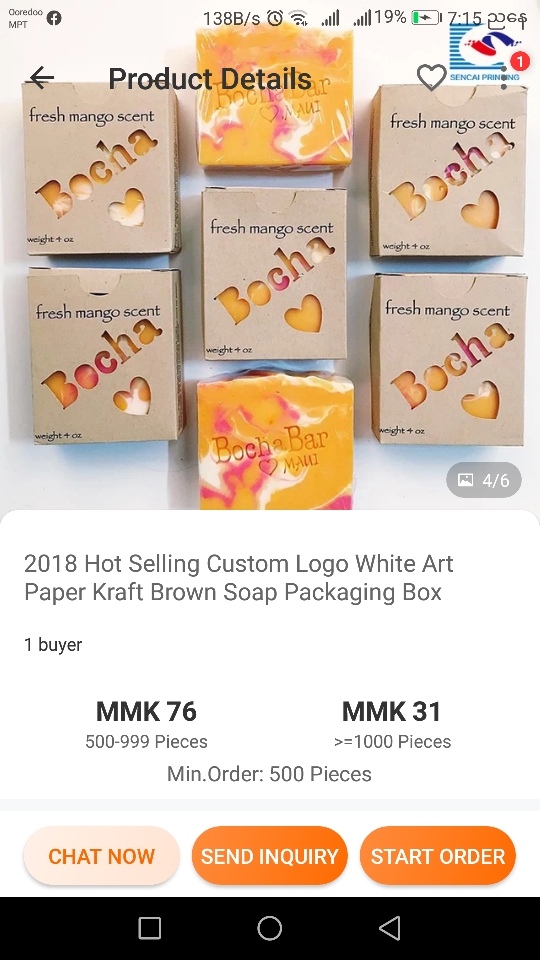 Ooredoo
MPT
138B/s
19%
7:15 ညနေ
Product Details
1
SENCAI PRINTING
Bocha Bar
MAUI
fresh mango scent
Bocha
weight 4 oz
fresh mango scent
Bocha
weight 4 oz
fresh mango scent
Bocha
weight 4 oz
fresh mango scent
Bocha
weight 4 oz
fresh mango scent
Bocha
weight 4 oz
Bocha Bar
MAUI
4/6
2018 Hot Selling Custom Logo White Art
Paper Kraft Brown Soap Packaging Box
1 buyer
MMK 76
MMK 31
500-999 Pieces
>=1000 Pieces
Min.Order: 500 Pieces
CHAT NOW
SEND INQUIRY
START ORDER